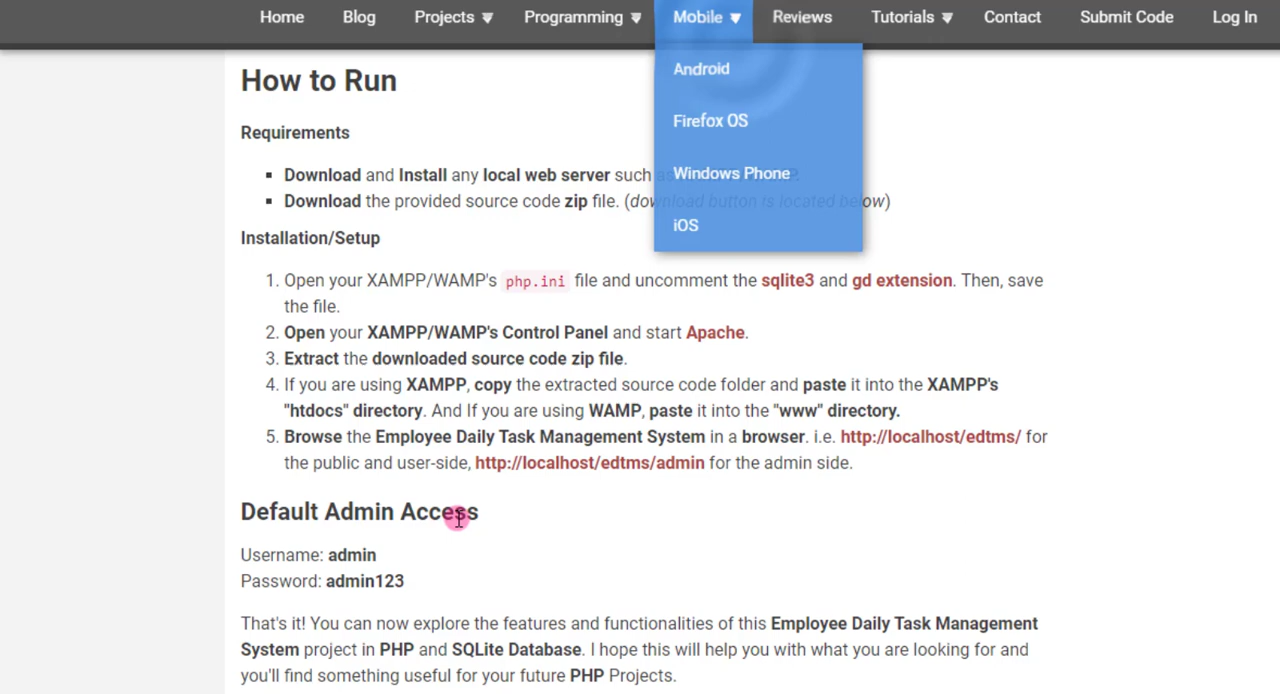 Home Blog Projects Programming Mobile Reviews Tutorials Contact Submit Code Log In
Android
Firefox OS
Windows Phone
iOS
How to Run
Requirements
Download and Install any local web server such
Download the provided source code zip file. (download button is located below)
Installation/Setup
1. Open your XAMPP/WAMP's php.ini file and uncomment the sqlite3 and gd extension. Then, save
the file.
2. Open your XAMPP/WAMP's Control Panel and start Apache.
3. Extract the downloaded source code zip file.
4. If you are using XAMPP, copy the extracted source code folder and paste it into the XAMPP's
"htdocs" directory. And If you are using WAMP, paste it into the "www" directory.
5. Browse the Employee Daily Task Management System in a browser. i.e. http://localhost/edtms/ for
the public and user-side, http://localhost/edtms/admin for the admin side.
Default Admin Access
Username: admin
Password: admin123
That's it! You can now explore the features and functionalities of this Employee Daily Task Management
System project in PHP and SQLite Database. I hope this will help you with what you are looking for and
you'll find something useful for your future PHP Projects.